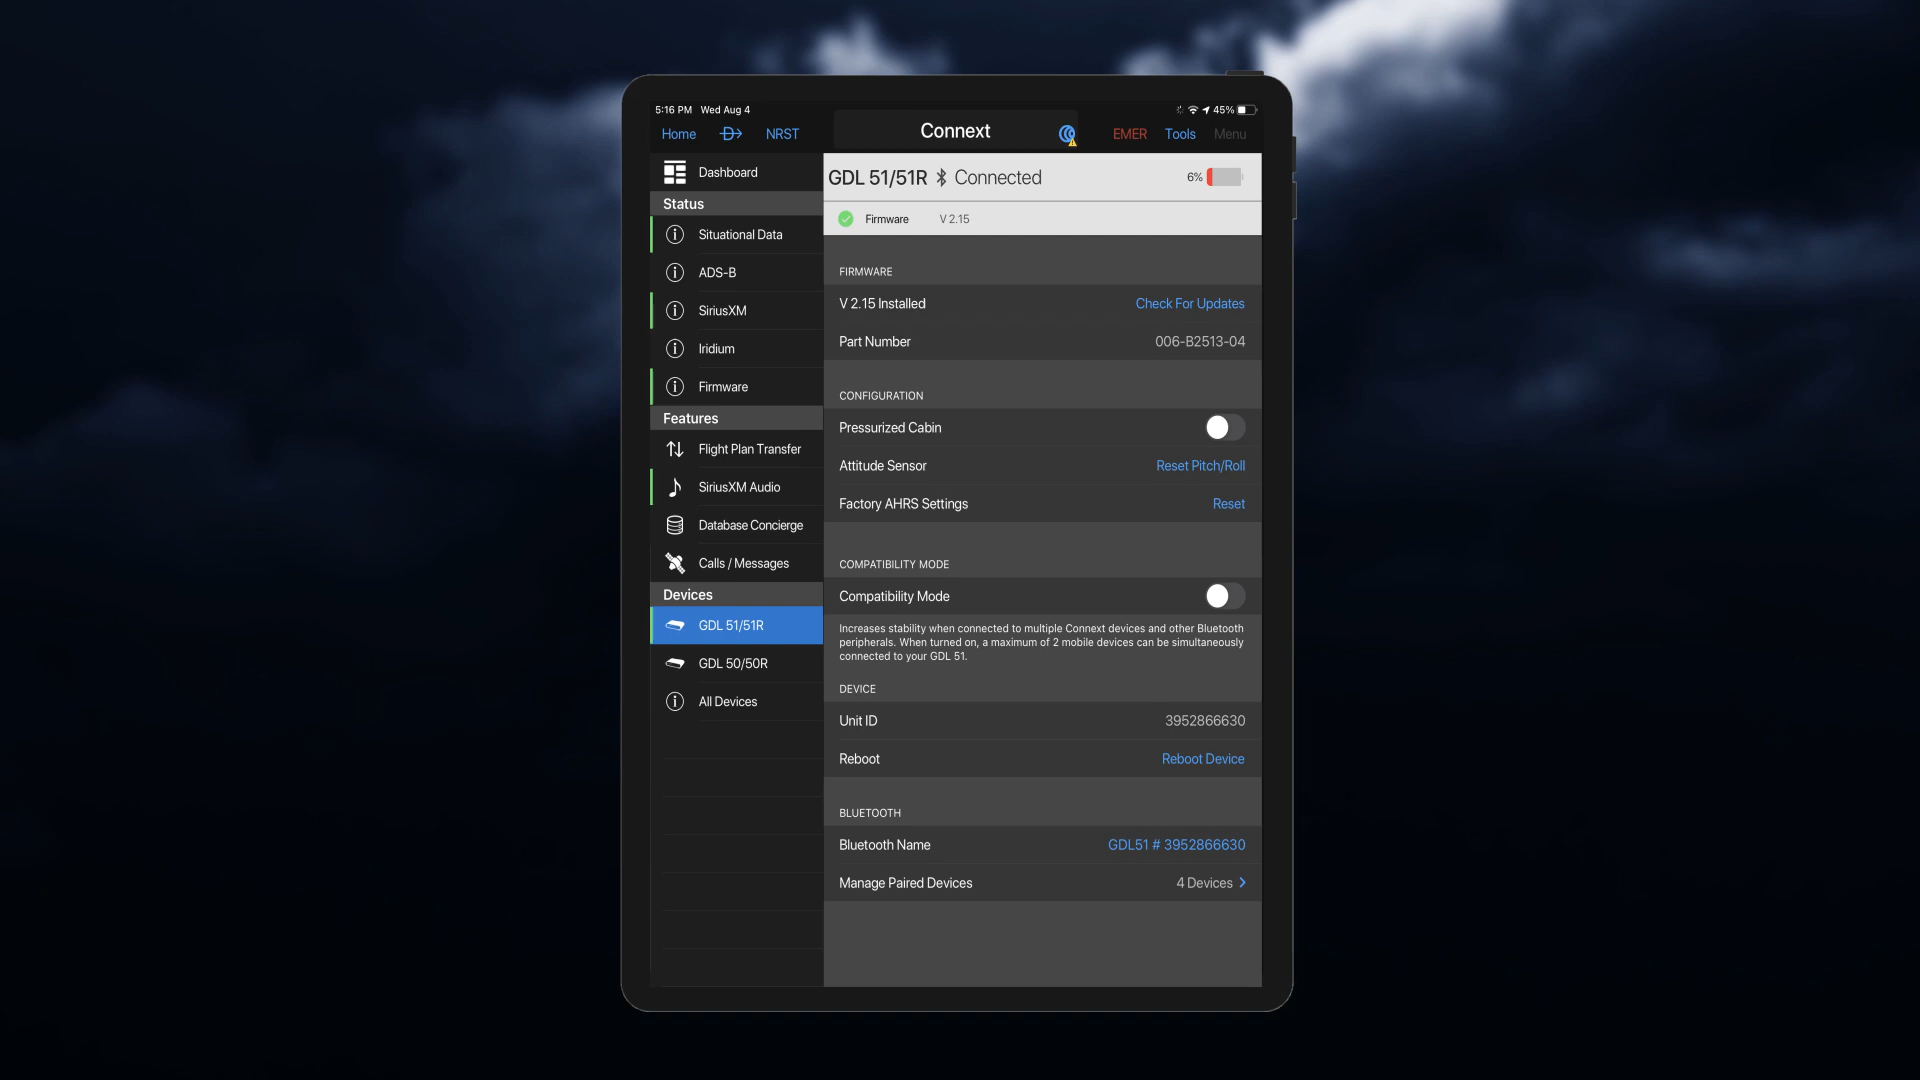 5:16 PM Wed Aug 4
45%
Home
NRST
Connext
EMER
Tools
Menu
Dashboard
Status
Situational Data
ADS-B
SiriusXM
Iridium
Firmware
Features
Flight Plan Transfer
SiriusXM Audio
Database Concierge
Calls / Messages
Devices
GDL 51/51R
GDL 50/50R
All Devices
GDL 51/51R Connected
6%
Firmware V 2.15
FIRMWARE
V 2.15 Installed Check For Updates
Part Number 006-B2513-04
CONFIGURATION
Pressurized Cabin
Attitude Sensor Reset Pitch/Roll
Factory AHRS Settings Reset
COMPATIBILITY MODE
Compatibility Mode
Increases stability when connected to multiple Connext devices and other Bluetooth
peripherals. When turned on, a maximum of 2 mobile devices can be simultaneously
connected to your GDL 51.
DEVICE
Unit ID 3952866630
Reboot Reboot Device
BLUETOOTH
Bluetooth Name GDL51 # 3952866630
Manage Paired Devices 4 Devices